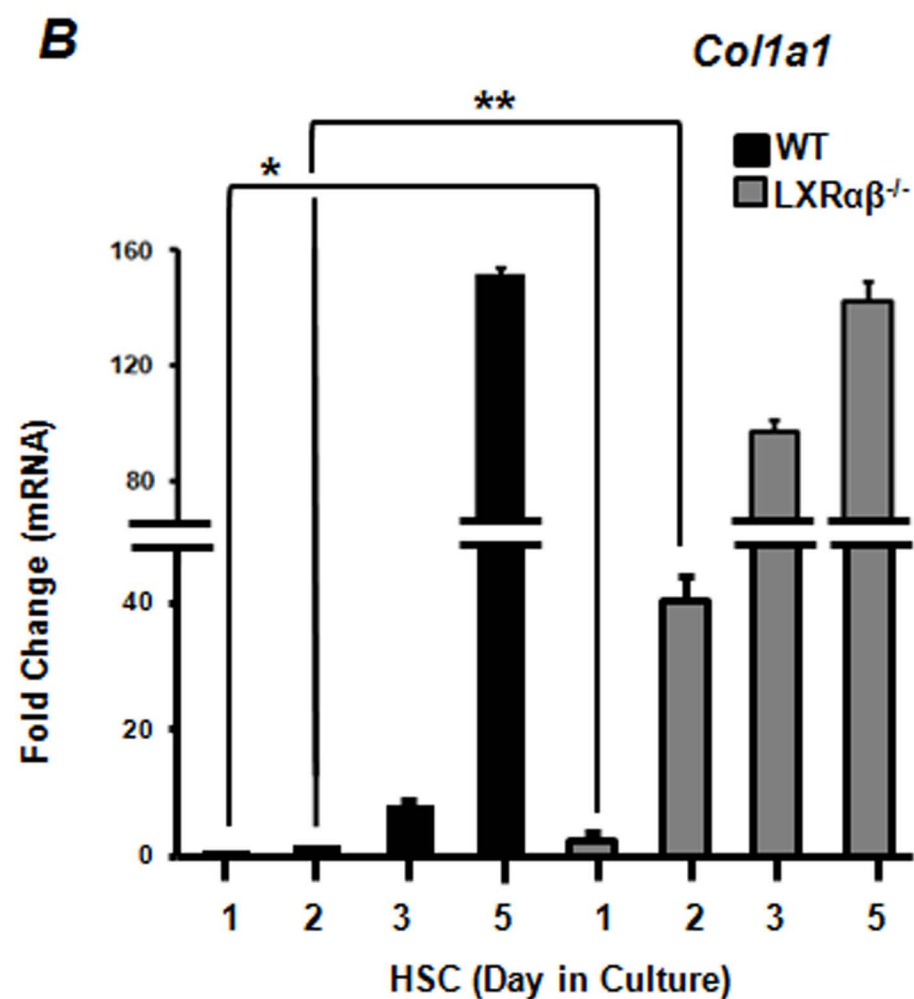 B
Col1a1
**
*
WT
LXRαβ-/-
160
120
80
40
20
0
Fold Change (mRNA)
1 2 3 5 1 2 3 5
HSC (Day in Culture)